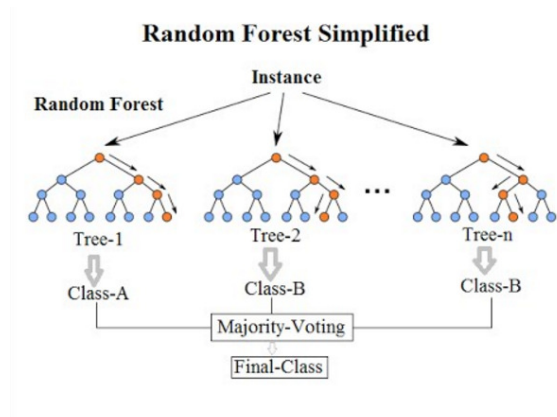 Random Forest Simplified
Instance
Random Forest
...
Tree-1 Tree-2 Tree-n
Class-A Class-B Class-B
Majority-Voting
Final-Class